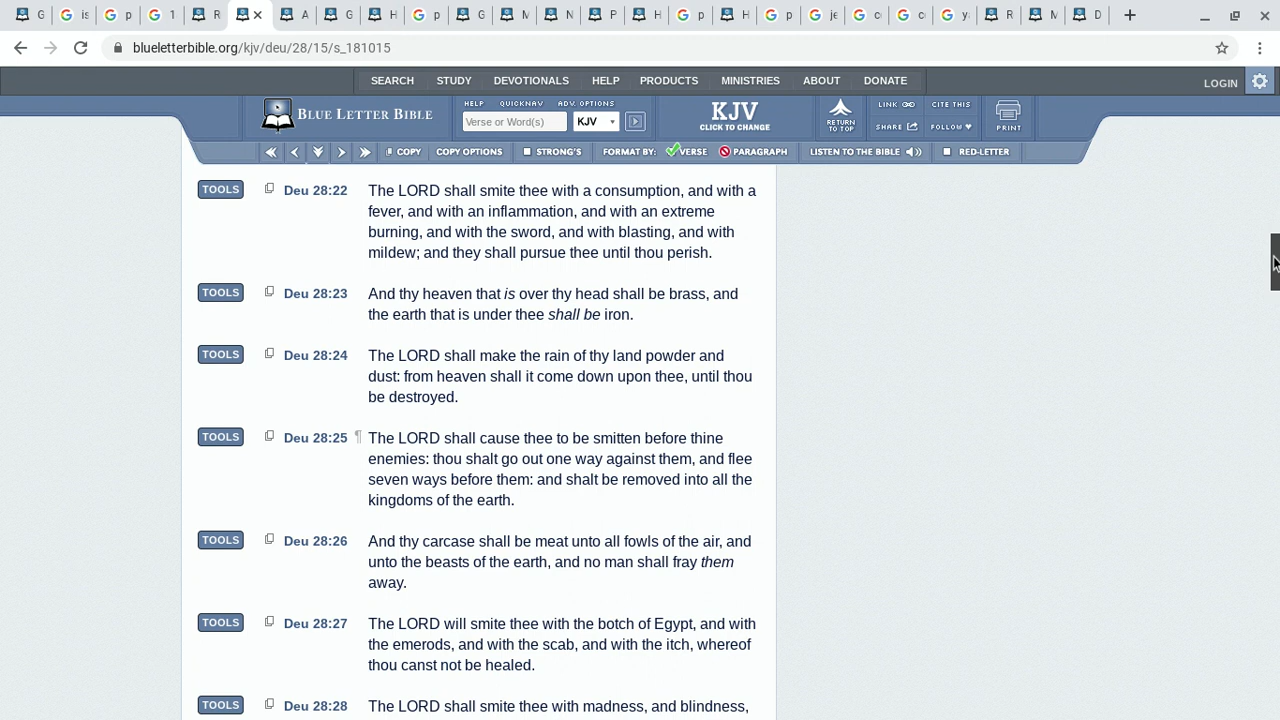 G is p 1 R A G H p G M N P H p H p je c c y R M D
blueletterbible.org/kjv/deu/28/15/s_181015
SEARCH STUDY DEVOTIONALS HELP PRODUCTS MINISTRIES ABOUT DONATE LOGIN
BLUE LETTER BIBLE
HELP QUICKNAV ADV. OPTIONS
Verse or Word(s) KJV
KJV
CLICK TO CHANGE
RETURN
TO TOP
LINK CITE THIS
SHARE FOLLOW
PRINT
COPY COPY OPTIONS STRONG'S FORMAT BY: VERSE PARAGRAPH LISTEN TO THE BIBLE RED-LETTER
TOOLS Deu 28:22 The LORD shall smite thee with a consumption, and with a
fever, and with an inflammation, and with an extreme
burning, and with the sword, and with blasting, and with
mildew; and they shall pursue thee until thou perish.
TOOLS Deu 28:23 And thy heaven that is over thy head shall be brass, and
the earth that is under thee shall be iron.
TOOLS Deu 28:24 The LORD shall make the rain of thy land powder and
dust: from heaven shall it come down upon thee, until thou
be destroyed.
TOOLS Deu 28:25 ¶ The LORD shall cause thee to be smitten before thine
enemies: thou shalt go out one way against them, and flee
seven ways before them: and shalt be removed into all the
kingdoms of the earth.
TOOLS Deu 28:26 And thy carcase shall be meat unto all fowls of the air, and
unto the beasts of the earth, and no man shall fray them
away.
TOOLS Deu 28:27 The LORD will smite thee with the botch of Egypt, and with
the emerods, and with the scab, and with the itch, whereof
thou canst not be healed.
TOOLS Deu 28:28 The LORD shall smite thee with madness, and blindness,